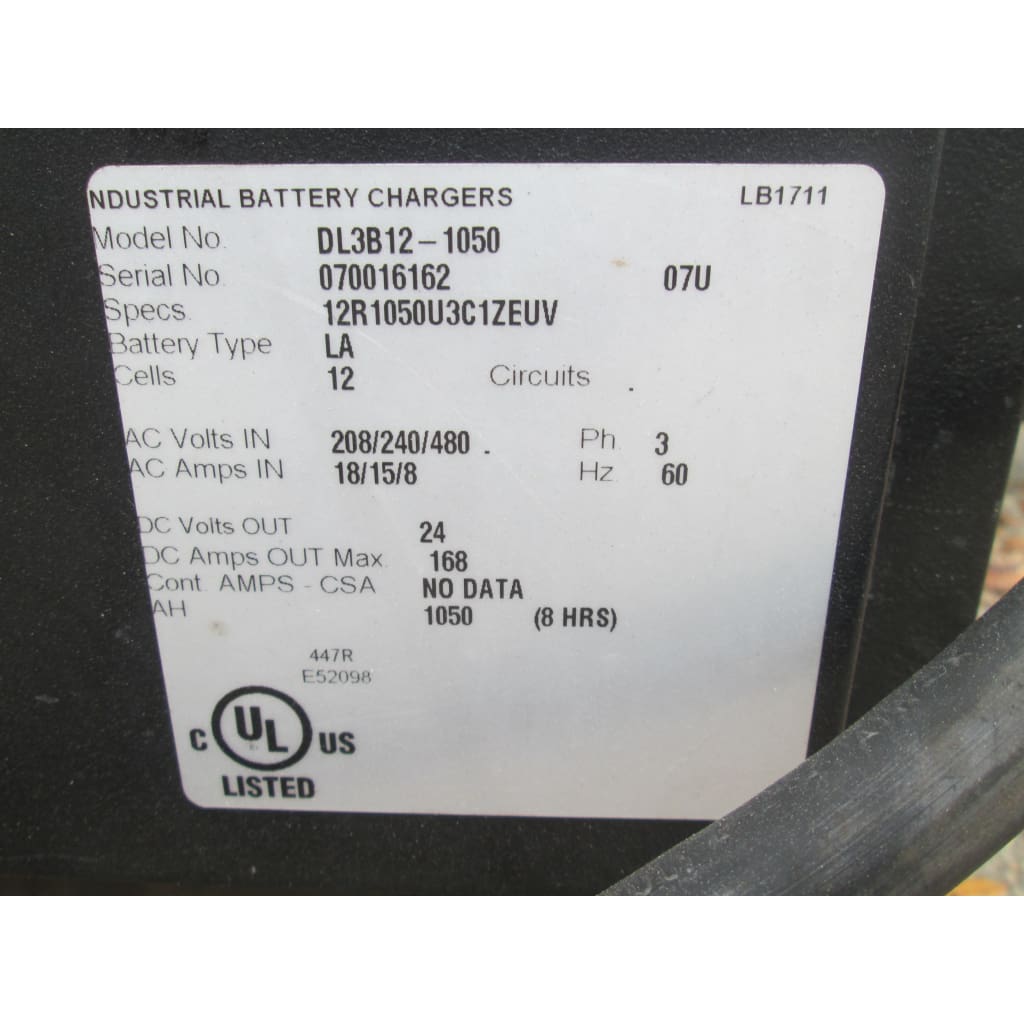 NDUSTRIAL BATTERY CHARGERS LB1711
Model No. DL3B12-1050
Serial No. 070016162 07U
Specs. 12R1050U3C1ZEUV
Battery Type LA
Cells 12 Circuits .
AC Volts IN 208/240/480 . Ph. 3
AC Amps IN 18/15/8 Hz. 60
DC Volts OUT 24
DC Amps OUT Max. 168
Cont. AMPS - CSA NO DATA
AH 1050 (8 HRS)
447R
E52098
C UL US
LISTED